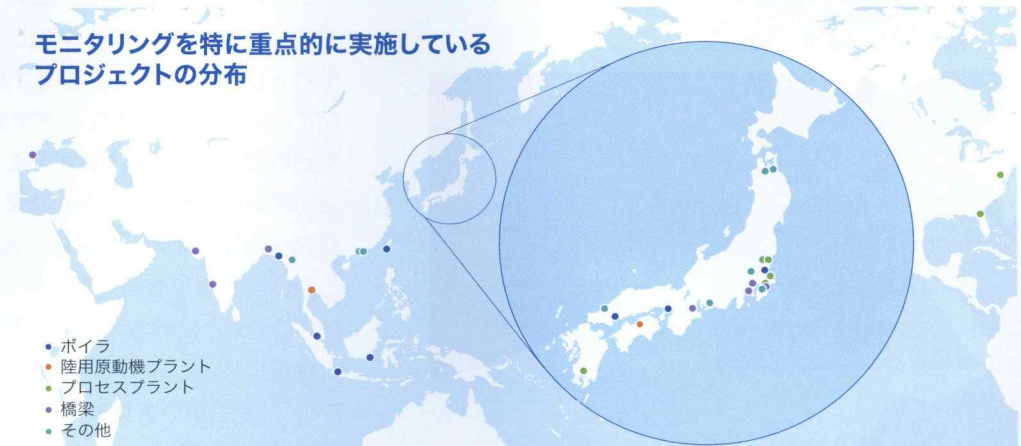 モニタリングを特に重点的に実施している
プロジェクトの分布
ボイラ
陸用原動機プラント
プロセスプラント
橋梁
その他